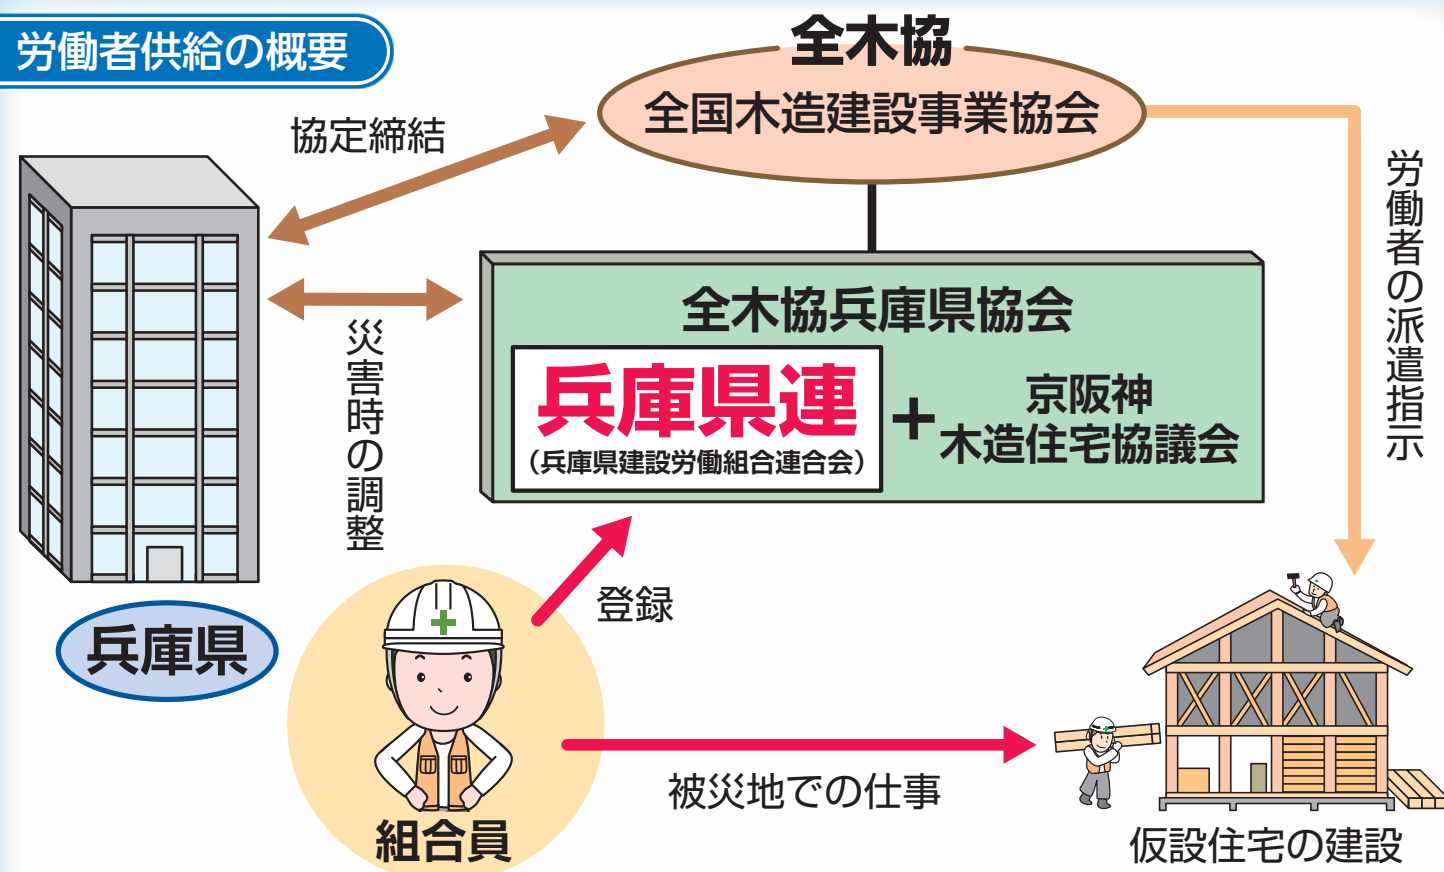 労働者供給の概要
全木協
全国木造建設事業協会
協定締結
労働者の派遣指示
全木協兵庫県協会
兵庫県連
（兵庫県建設労働組合連合会）
+
京阪神
木造住宅協議会
災害時の調整
兵庫県
登録
組合員
被災地での仕事
仮設住宅の建設